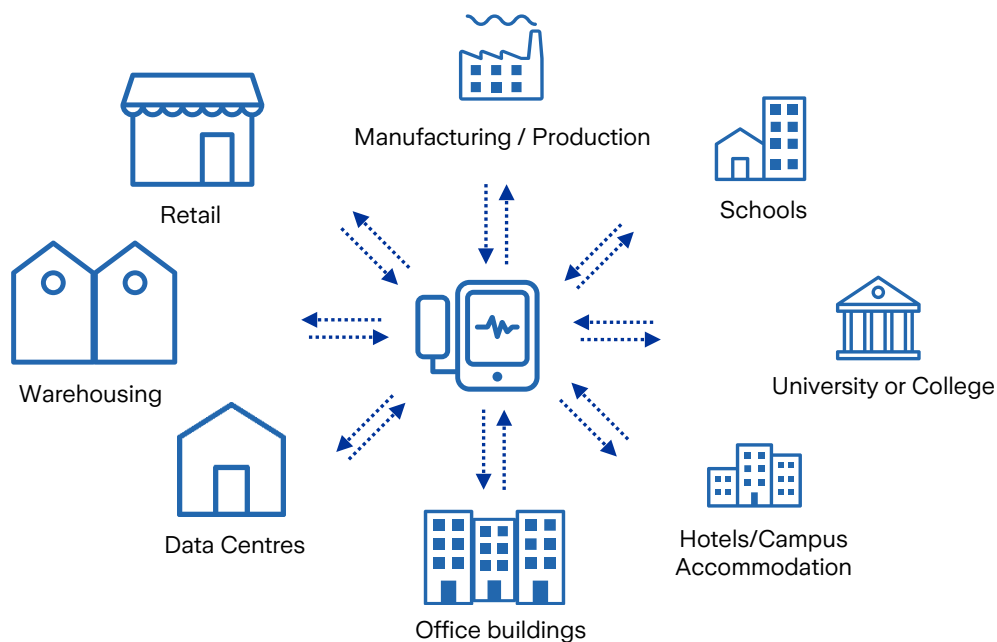 Manufacturing / Production
Retail
Schools
Warehousing
University or College
Data Centres
Hotels/Campus
Accommodation
Office buildings